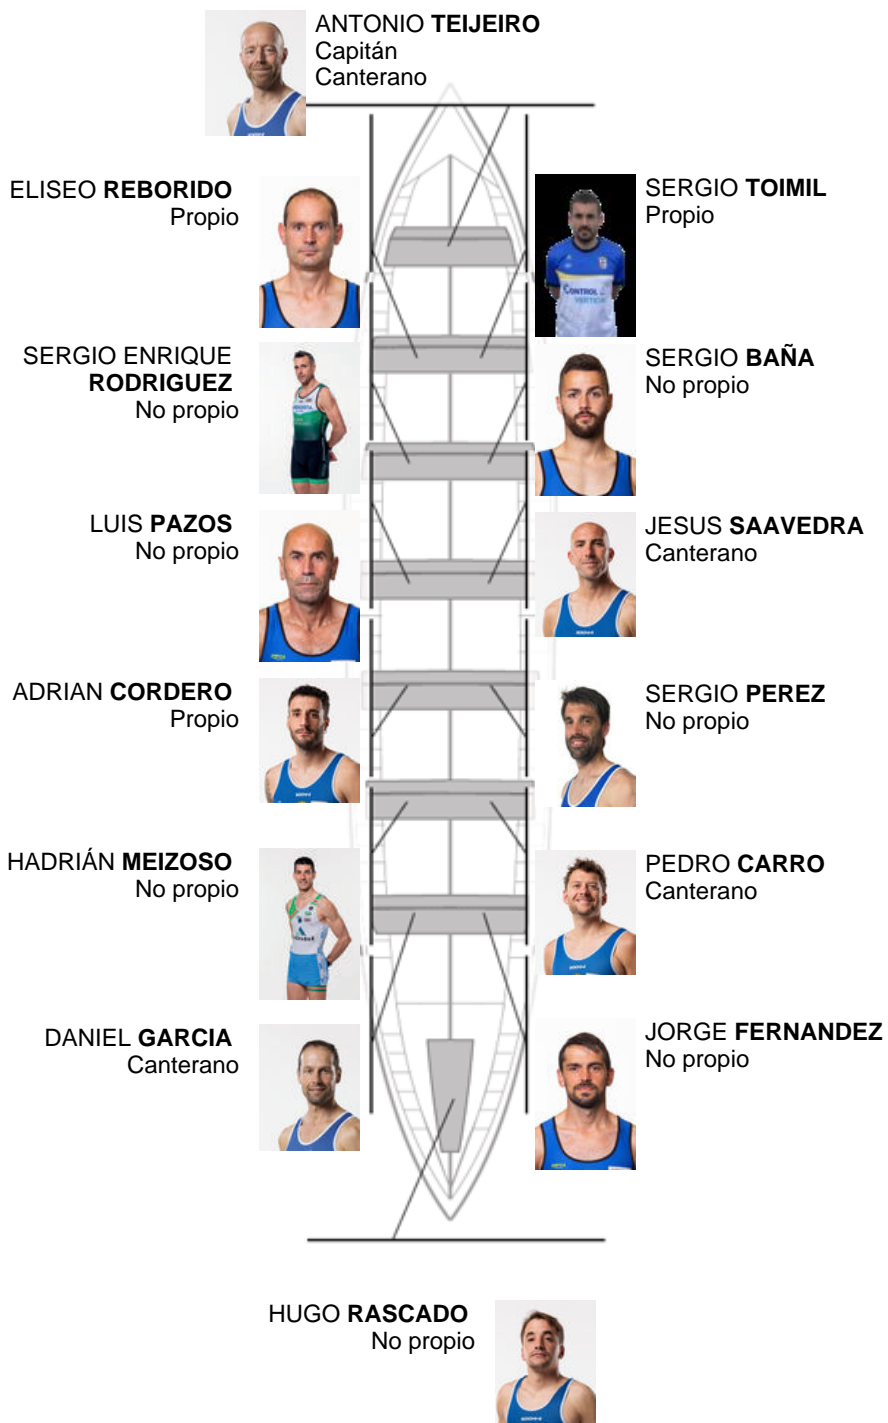 ANTONIO TEIJEIRO
Capitán
Canterano
ELISEO REBORIDO
Propio
SERGIO TOIMIL
Propio
CONTROL
VERTICAL
SERGIO ENRIQUE
RODRIGUEZ
No propio
SERGIO BAÑA
No propio
LUIS PAZOS
No propio
JESUS SAAVEDRA
Canterano
ADRIAN CORDERO
Propio
SERGIO PEREZ
No propio
HADRIÁN MEIZOSO
No propio
PEDRO CARRO
Canterano
DANIEL GARCIA
Canterano
JORGE FERNANDEZ
No propio
HUGO RASCADO
No propio